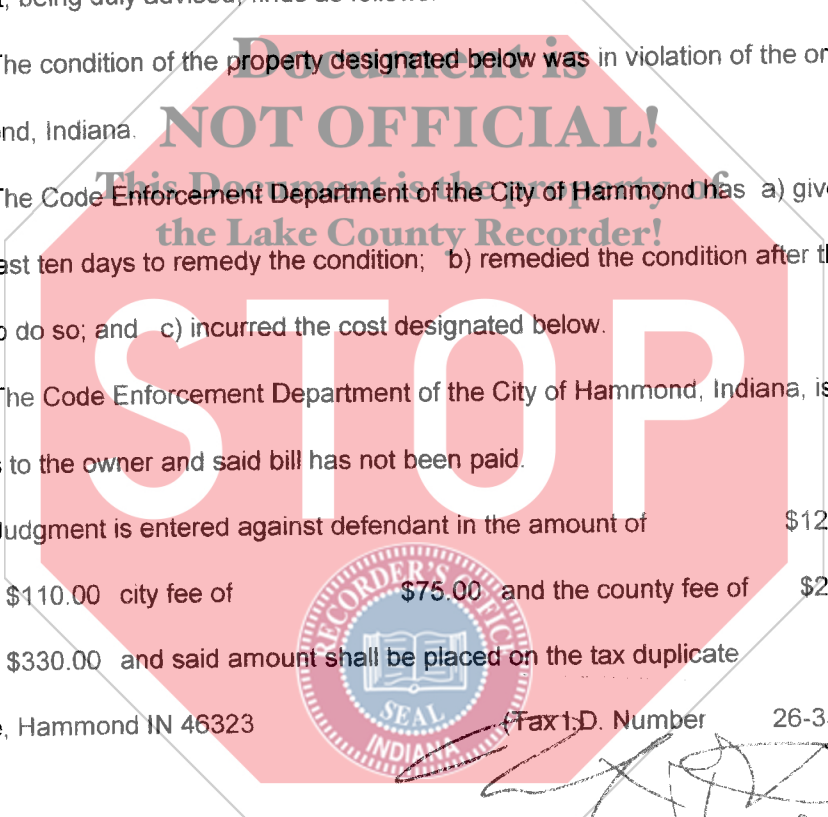 , being duly advised, finds as follow
The condition of the property designated below was in violation of the or
Document is
nd, Indiana.
NOT OFFICIAL!
The Code Enforcement Department of the City of Hammond has a) give
This Document is the property of
the Lake County Recorder!
ast ten days to remedy the condition; b) remedied the condition after th
o do so; and c) incurred the cost designated below.
STOP
The Code Enforcement Department of the City of Hammond, Indiana, is
s to the owner and said bill has not been paid.
Judgment is entered against defendant in the amount of $12
$110.00 city fee of $75.00 and the county fee of $2
$330.00 and said amount shall be placed on the tax duplicate
RECORDER'S OFFICE
SEAL
INDIANA
, Hammond IN 46323 (Tax I.D. Number 26-3